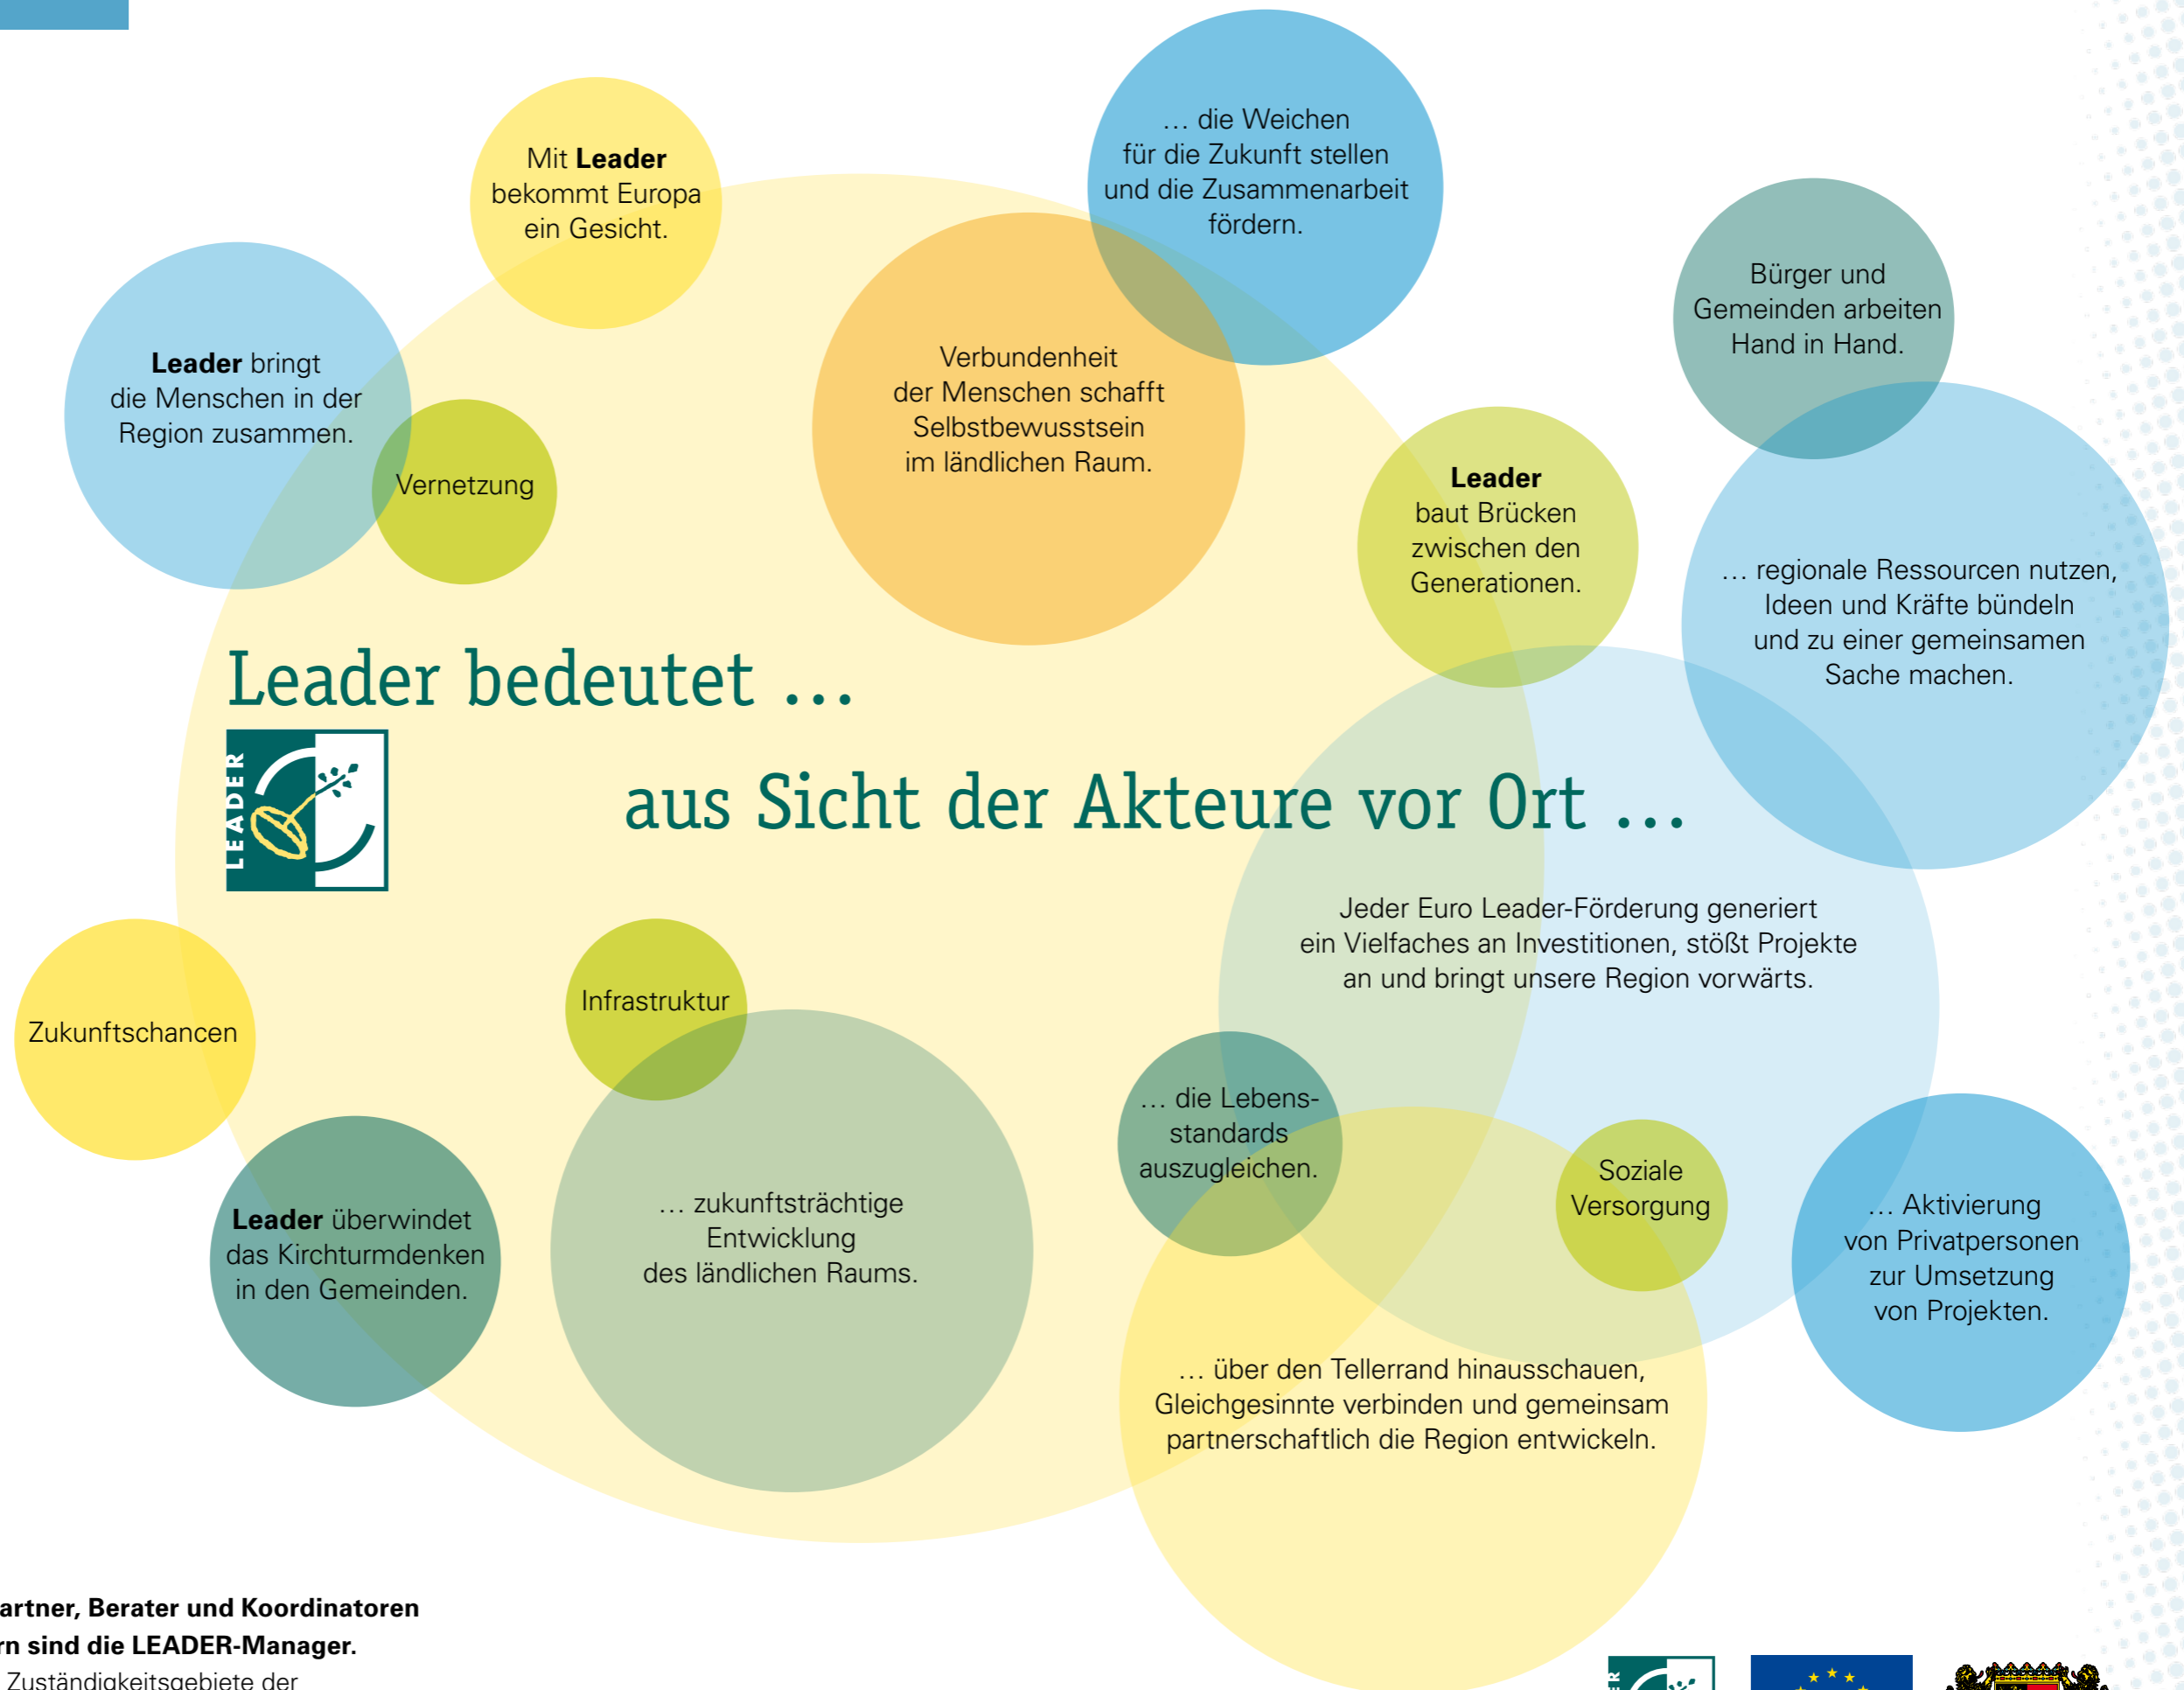 Mit Leader
bekommt Europa
ein Gesicht.
… die Weichen
für die Zukunft stellen
und die Zusammenarbeit
fördern.
Bürger und
Gemeinden arbeiten
Hand in Hand.
Leader bringt
die Menschen in der
Region zusammen.
Vernetzung
Verbundenheit
der Menschen schafft
Selbstbewusstsein
im ländlichen Raum.
Leader
baut Brücken
zwischen den
Generationen.
… regionale Ressourcen nutzen,
Ideen und Kräfte bündeln
und zu einer gemeinsamen
Sache machen.
Leader bedeutet …
LEADER
aus Sicht der Akteure vor Ort …
Jeder Euro Leader-Förderung generiert
ein Vielfaches an Investitionen, stößt Projekte
an und bringt unsere Region vorwärts.
Zukunftschancen
Infrastruktur
… die Lebens-
standards
auszugleichen.
Soziale
Versorgung
Leader überwindet
das Kirchturmdenken
in den Gemeinden.
… zukunftsträchtige
Entwicklung
des ländlichen Raums.
… Aktivierung
von Privatpersonen
zur Umsetzung
von Projekten.
… über den Tellerrand hinausschauen,
Gleichgesinnte verbinden und gemeinsam
partnerschaftlich die Region entwickeln.
artner, Berater und Koordinatoren
rn sind die LEADER-Manager.
Zuständigkeitsgebiete der